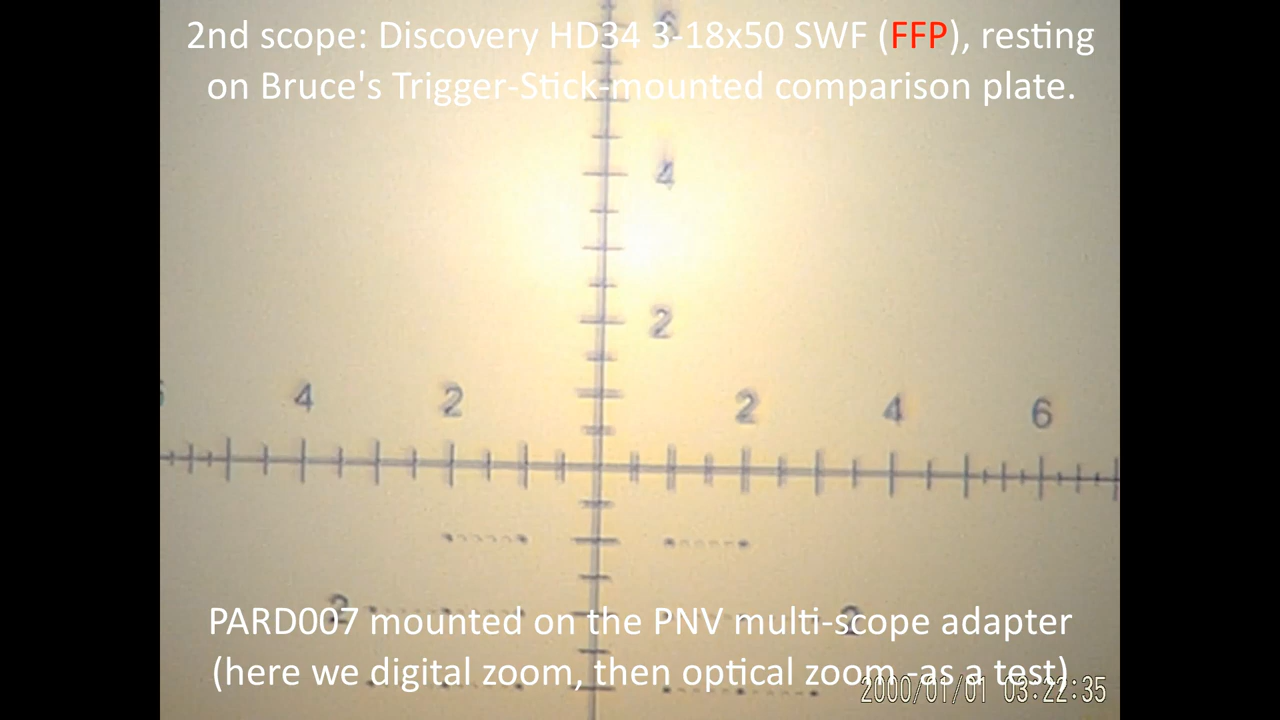 2nd scope: Discovery HD34 3-18x50 SWF (FFP), resting
on Bruce's Trigger-Stick-mounted comparison plate.
6
4
2
4 2 2 4 6
2 2
PARD007 mounted on the PNV multi-scope adapter
(here we digital zoom, then optical zoom -as a test)
2000/01/01 03:22:35